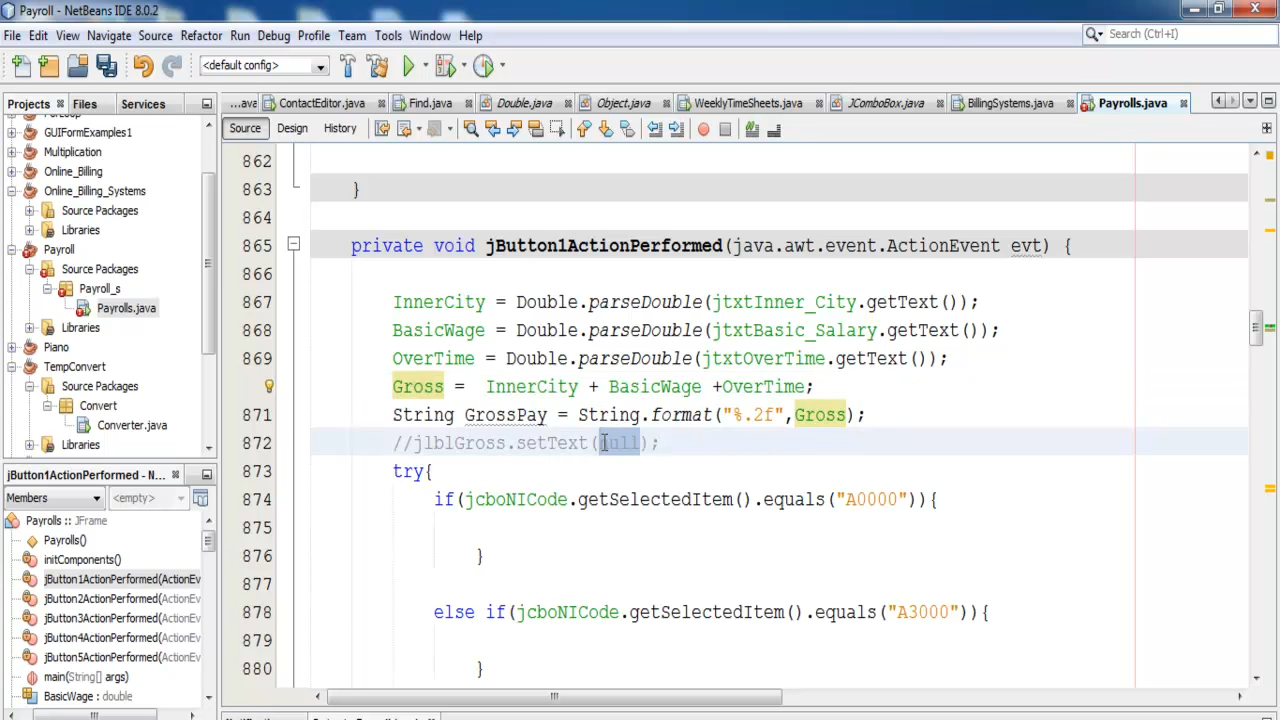 Payroll - NetBeans IDE 8.0.2
File Edit View Navigate Source Refactor Run Debug Profile Team Tools Window Help
Search (Ctrl+I)
<default config>
Projects Files Services
...ava ContactEditor.java Find.java Double.java Object.java WeeklyTimeSheets.java JComboBox.java BillingSystems.java Payrolls.java
Source Design History
GUIFormExamples1
Multiplication
Online_Billing
Online_Billing_Systems
Source Packages
Libraries
Payroll
Source Packages
Payroll_s
Payrolls.java
Libraries
Piano
TempConvert
Source Packages
Convert
Converter.java
jButton1ActionPerformed(java.awt.event.ActionEvent evt) - N...
Members <empty>
Payrolls :: JFrame
Payrolls()
initComponents()
jButton1ActionPerformed(ActionEv
jButton2ActionPerformed(ActionEv
jButton3ActionPerformed(ActionEv
jButton4ActionPerformed(ActionEv
jButton5ActionPerformed(ActionEv
main(String[] args)
BasicWage : double
862
863 }
864
865 private void jButton1ActionPerformed(java.awt.event.ActionEvent evt) {
866
867 InnerCity = Double.parseDouble(jtxtInner_City.getText());
868 BasicWage = Double.parseDouble(jtxtBasic_Salary.getText());
869 OverTime = Double.parseDouble(jtxtOverTime.getText());
Gross = InnerCity + BasicWage +OverTime;
871 String GrossPay = String.format("%.2f",Gross);
872 //jlblGross.setText(null);
873 try{
874 if(jcboNICode.getSelectedItem().equals("A0000")){
875
876 }
877
878 else if(jcboNICode.getSelectedItem().equals("A3000")){
879
880 }